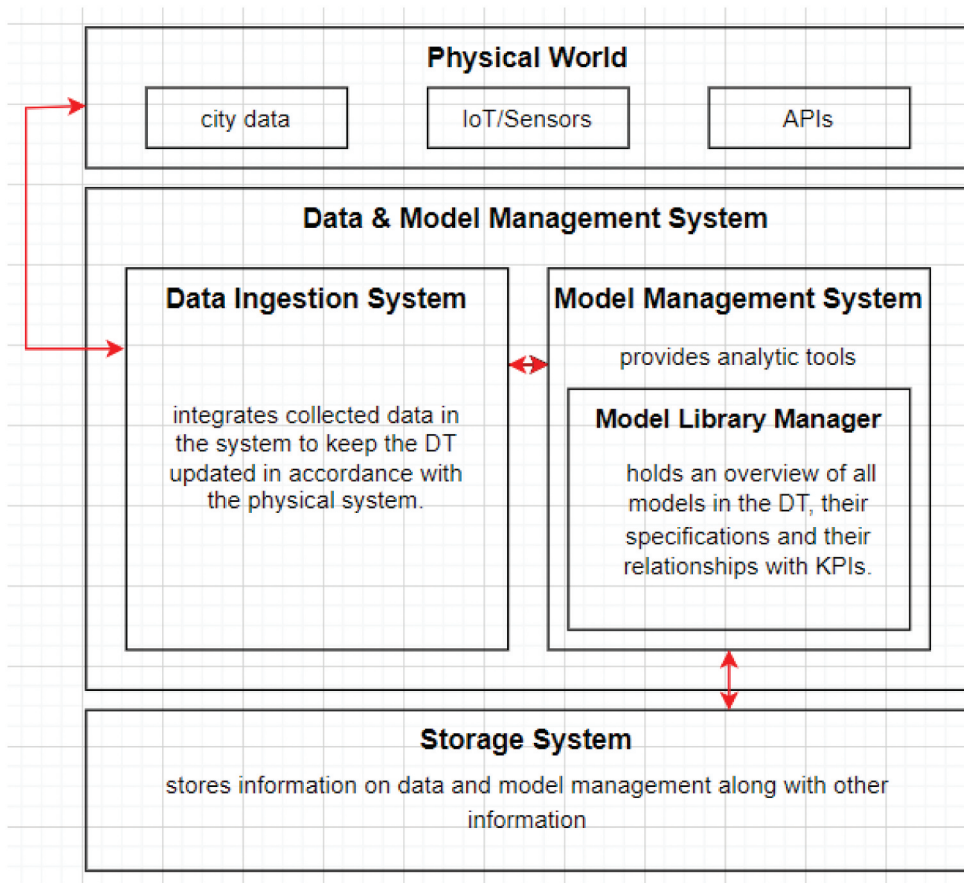 Physical World
city data
IoT/Sensors
APIs
Data & Model Management System
Data Ingestion System
integrates collected data in
the system to keep the DT
updated in accordance with
the physical system.
Model Management System
provides analytic tools
Model Library Manager
holds an overview of all
models in the DT, their
specifications and their
relationships with KPIs.
Storage System
stores information on data and model management along with other
information